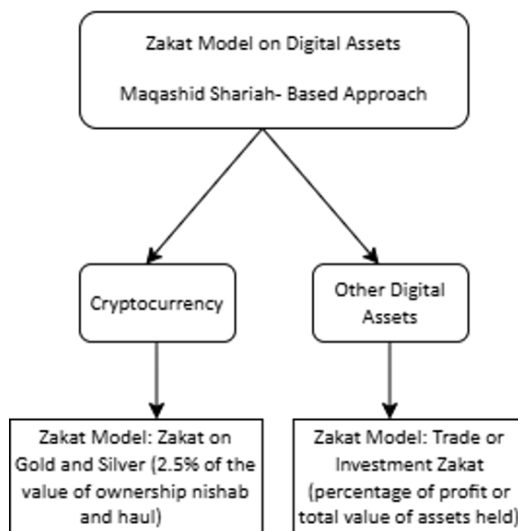 Zakat Model on Digital Assets
Maqashid Shariah- Based Approach
Cryptocurrency
Other Digital
Assets
Zakat Model: Zakat on
Gold and Silver (2.5% of the
value of ownership nishab
and haul)
Zakat Model: Trade or
Investment Zakat
(percentage of profit or
total value of assets held)